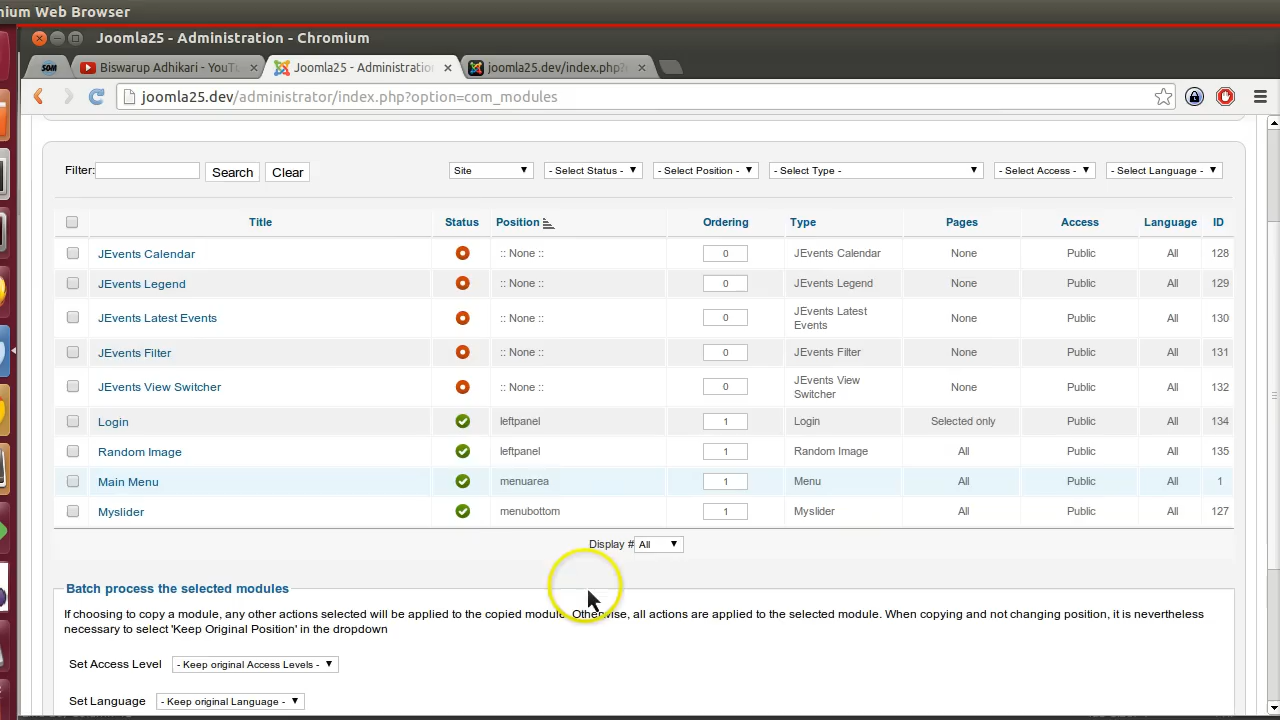 mium Web Browser
Joomla25 - Administration - Chromium
SOM Biswarup Adhikari - YouTu Joomla25 - Administration joomla25.dev/index.php?
joomla25.dev/administrator/index.php?option=com_modules
Filter: Search Clear Site - Select Status - - Select Position - - Select Type - - Select Access - - Select Language -
Title Status Position Ordering Type Pages Access Language ID
JEvents Calendar :: None :: 0 JEvents Calendar None Public All 128
JEvents Legend :: None :: 0 JEvents Legend None Public All 129
JEvents Latest Events :: None :: 0 JEvents Latest Events None Public All 130
JEvents Filter :: None :: 0 JEvents Filter None Public All 131
JEvents View Switcher :: None :: 0 JEvents View Switcher None Public All 132
Login leftpanel 1 Login Selected only Public All 134
Random Image leftpanel 1 Random Image All Public All 135
Main Menu menuarea 1 Menu All Public All 1
Myslider menubottom 1 Myslider All Public All 127
Display # All
Batch process the selected modules
If choosing to copy a module, any other actions selected will be applied to the copied module. Otherwise, all actions are applied to the selected module. When copying and not changing position, it is nevertheless
necessary to select 'Keep Original Position' in the dropdown
Set Access Level - Keep original Access Levels -
Set Language - Keep original Language -